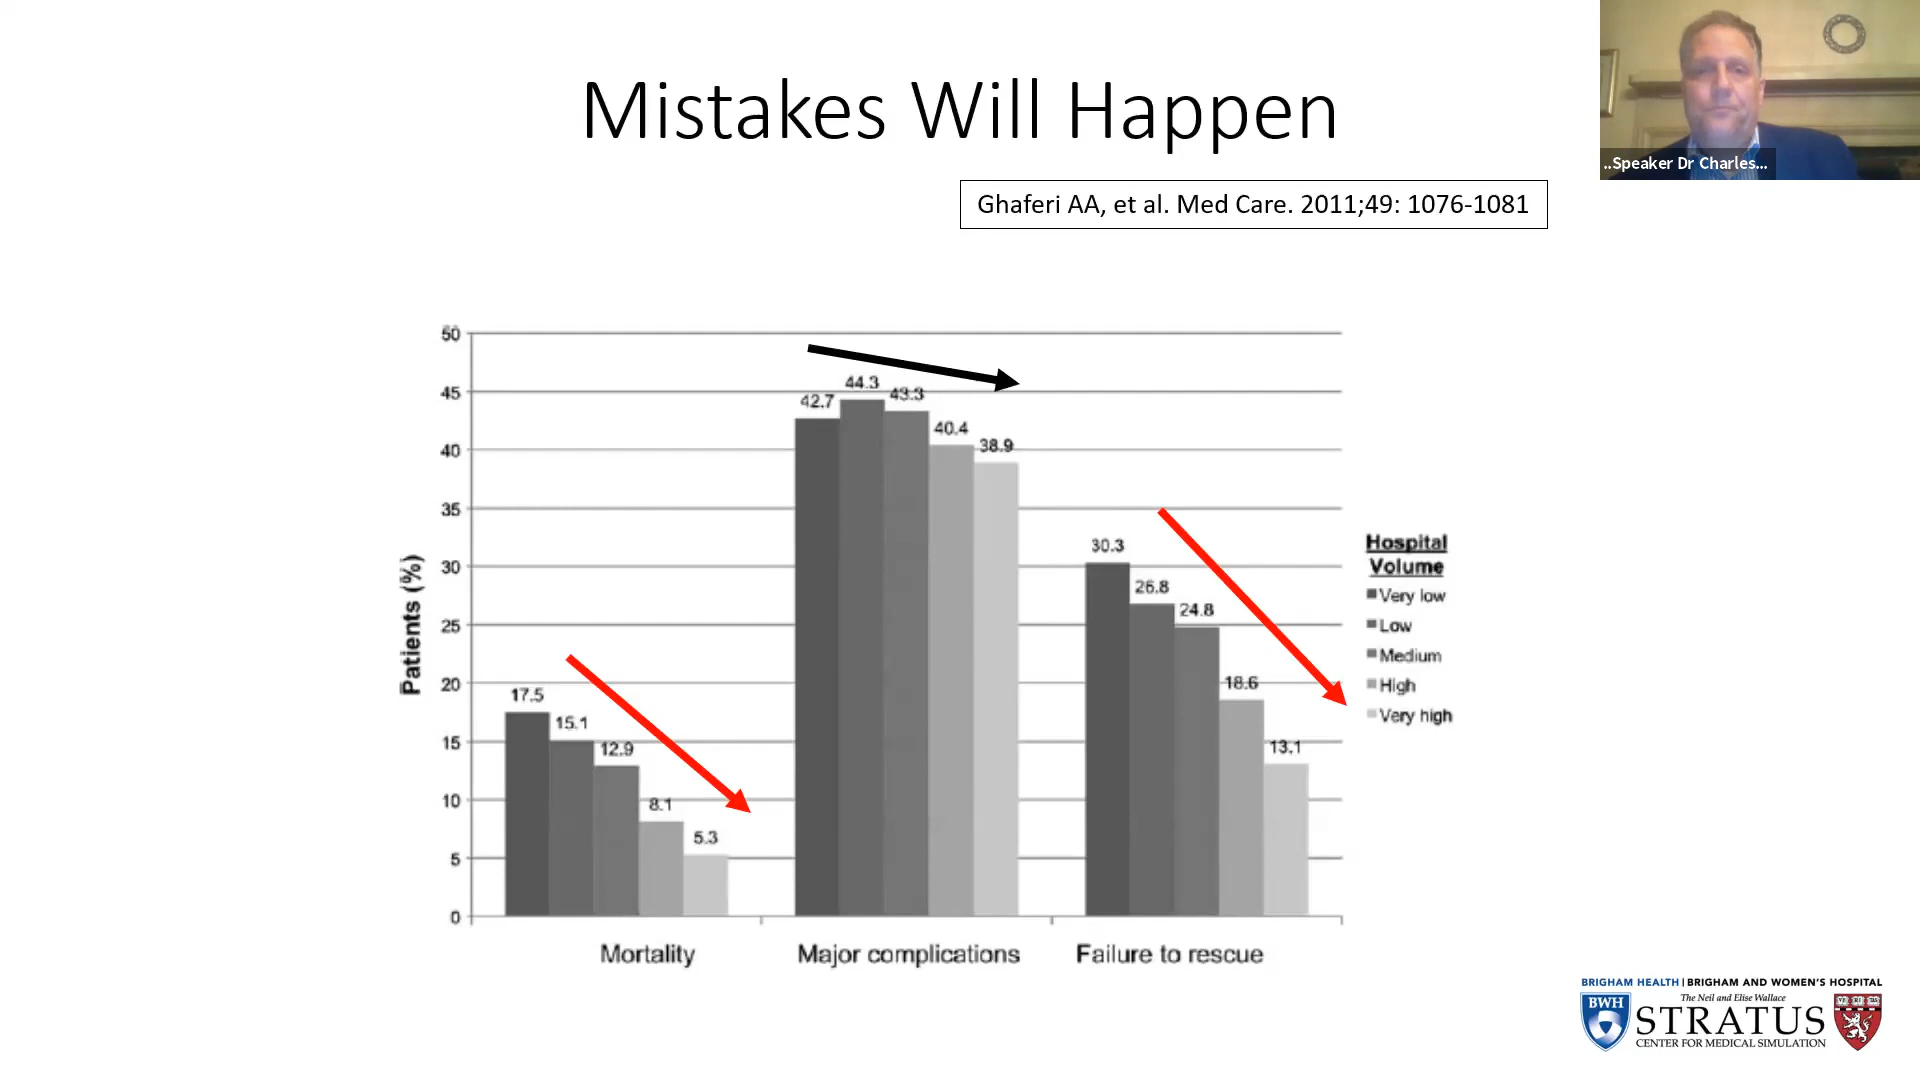 Mistakes Will Happen
..Speaker Dr Charles...
Ghaferi AA, et al. Med Care. 2011;49: 1076-1081
50
45
40
35
30
25
20
15
10
5
0
Patients (%)
17.5
15.1
12.9
8.1
5.3
42.7
44.3
43.3
40.4
38.9
30.3
26.8
24.8
18.6
13.1
Mortality
Major complications
Failure to rescue
Hospital
Volume
Very low
Low
Medium
High
Very high
BRIGHAM HEALTH | BRIGHAM AND WOMEN'S HOSPITAL
The Neil and Elise Wallace
BWH
STRATUS
CENTER FOR MEDICAL SIMULATION